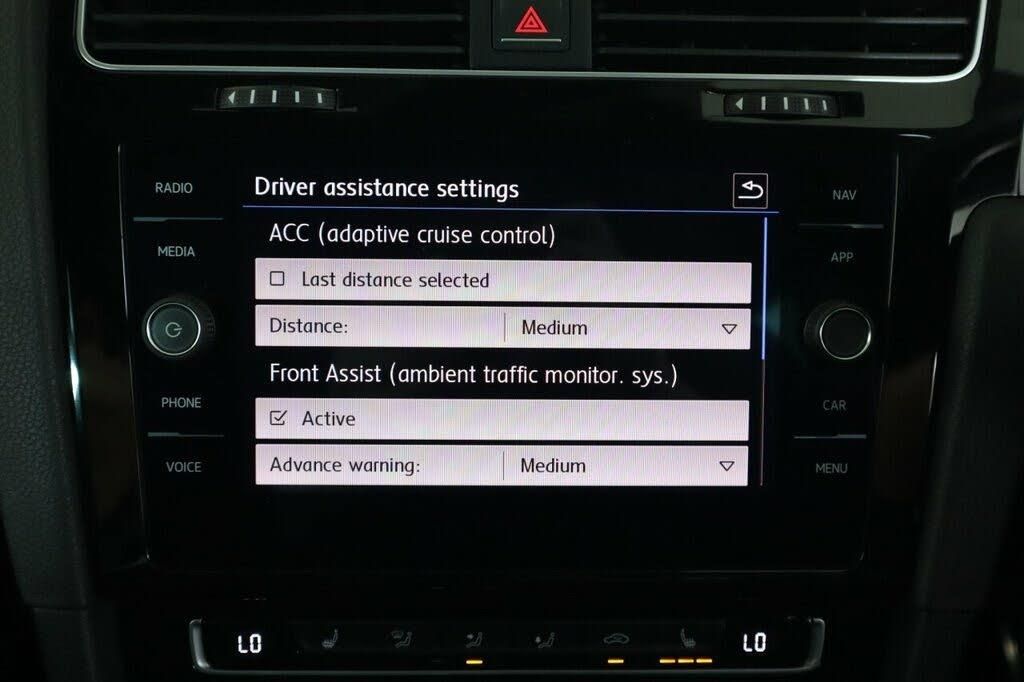 RADIO
MEDIA
PHONE
VOICE
Driver assistance settings
ACC (adaptive cruise control)
Last distance selected
Distance: Medium
Front Assist (ambient traffic monitor. sys.)
Active
Advance warning: Medium
NAV
APP
CAR
MENU
LO
LO